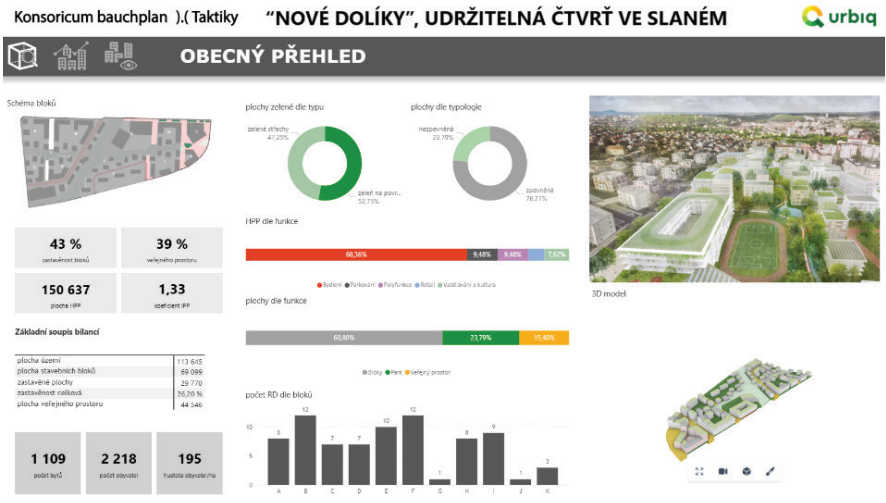 Konsoricum bauchplan ).( Taktiky
“NOVÉ DOLÍKY”, UDRŽITELNÁ ČTVRŤ VE SLANÉM
urbiq
OBECNÝ PŘEHLED
Schéma bloků
43 %
zastavěnost bloků
39 %
veřejného prostoru
150 637
plocha HPP
1,33
koeficient IPP
Základní soupis bilancí
plocha území 113 645
plocha stavebních bloků 69 099
zastavěné plochy 29 770
zastavěnost celková 26,20 %
plocha veřejného prostoru 44 546
1 109
počet bytů
2 218
počet obyvatel
195
hustota obyvatel/ha
plochy zeleně dle typu
zelené střechy
47,25%
zeleň na povr...
52,75%
plochy dle typologie
nezpevněná
23,79%
zpevněná
76,21%
HPP dle funkce
68,16% 9,48% 9,48% 7,62%
Bydlení Parkování Polyfunkce Retail Vzdělávání a kultura
plochy dle funkce
60,80% 23,79% 15,40%
Bloky Park Veřejný prostor
počet RD dle bloků
10
5
0
8 12 7 7 10 12 1 8 9 1 3
A B C D E F G H I J K
3D model